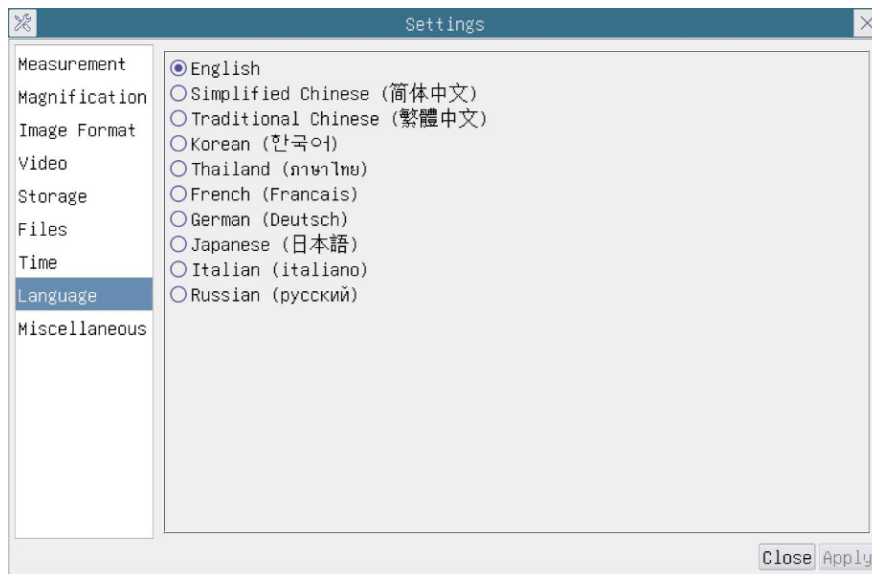 Settings
Measurement
Magnification
Image Format
Video
Storage
Files
Time
Language
Miscellaneous
English
Simplified Chinese (简体中文)
Traditional Chinese (繁體中文)
Korean (한국어)
Thailand (ภาษาไทย)
French (Francais)
German (Deutsch)
Japanese (日本語)
Italian (italiano)
Russian (русский)
Close Apply